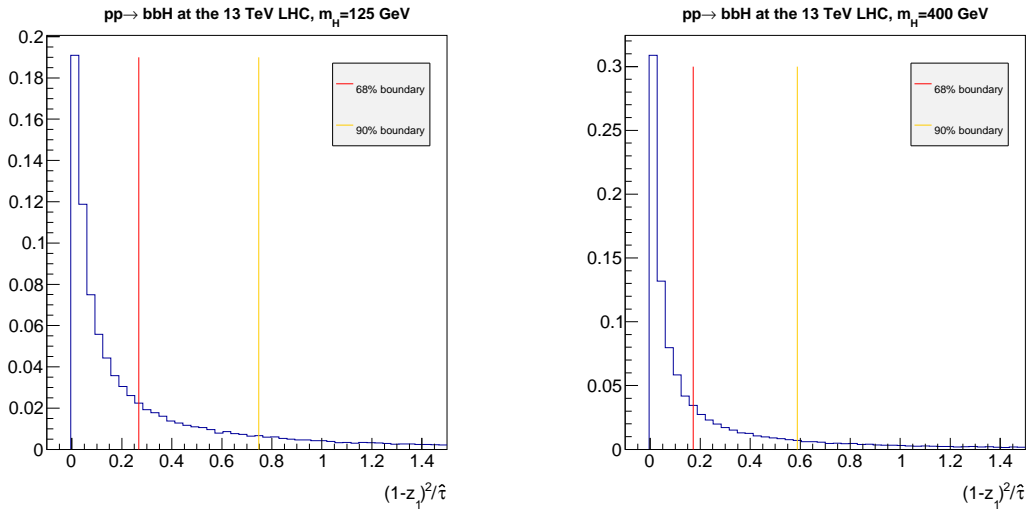 pp→ bbH at the 13 TeV LHC, m_H=125 GeV
0.2
0.18
0.16
0.14
0.12
0.1
0.08
0.06
0.04
0.02
0
68% boundary
90% boundary
0 0.2 0.4 0.6 0.8 1 1.2 1.4
(1-z_1)^2/τ̂
pp→ bbH at the 13 TeV LHC, m_H=400 GeV
0.3
0.25
0.2
0.15
0.1
0.05
0
68% boundary
90% boundary
0 0.2 0.4 0.6 0.8 1 1.2 1.4
(1-z_1)^2/τ̂